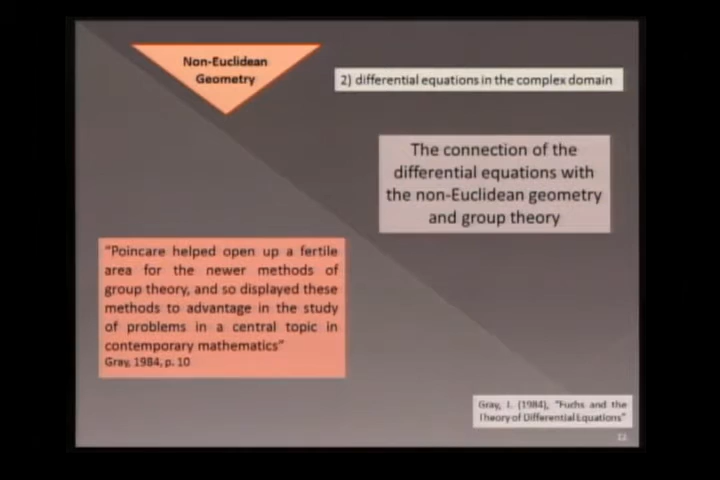 Non-Euclidean
Geometry
2) differential equations in the complex domain
The connection of the
differential equations with
the non-Euclidean geometry
and group theory
"Poincare helped open up a fertile
area for the newer methods of
group theory, and so displayed these
methods to advantage in the study
of problems in a central topic in
contemporary mathematics"
Gray, 1984, p. 10
Gray, J. (1984), "Fuchs and the
Theory of Differential Equations"